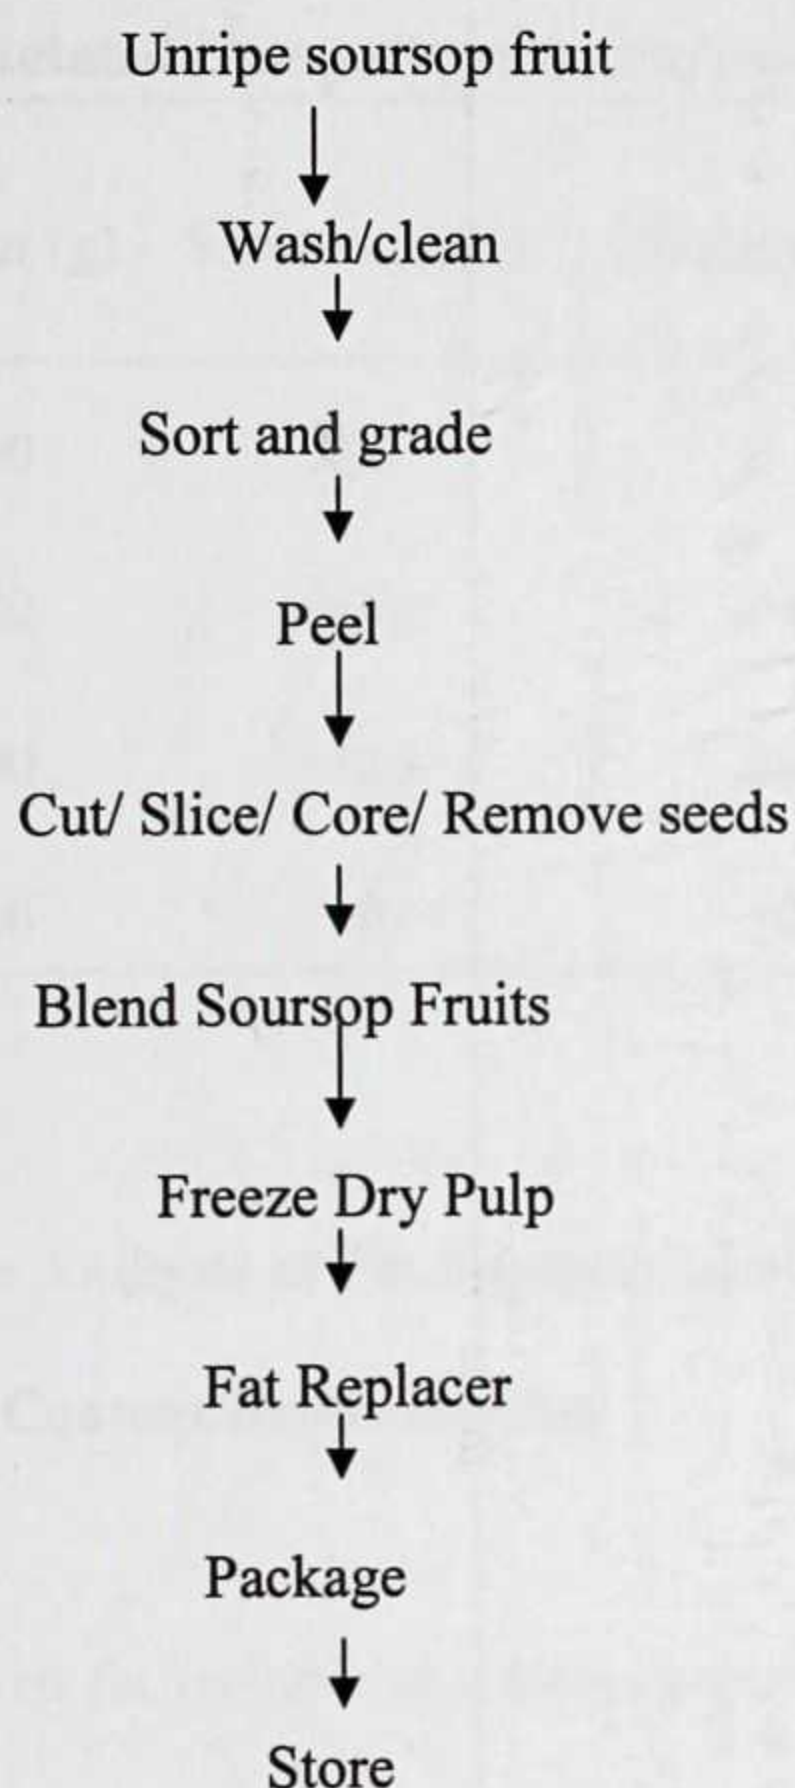 Unripe soursop fruit
Wash/clean
Sort and grade
Peel
Cut/ Slice/ Core/ Remove seeds
Blend Soursop Fruits
Freeze Dry Pulp
Fat Replacer
Package
Store